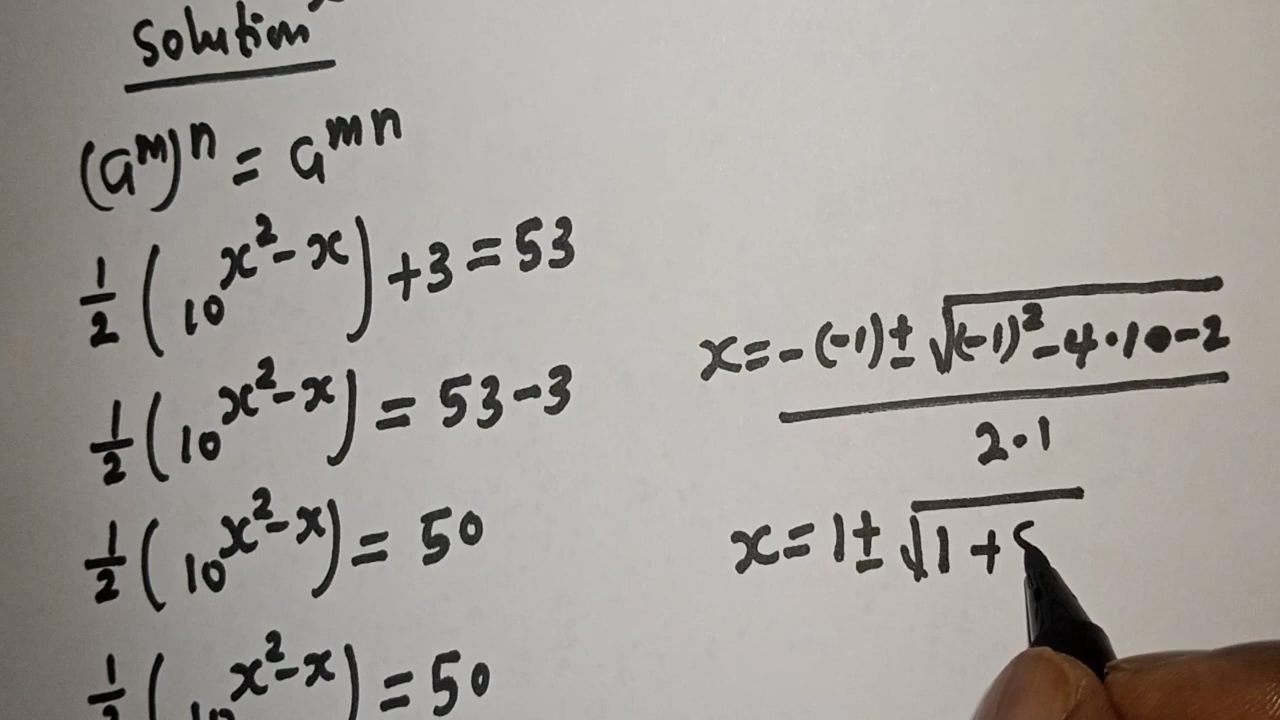 Solution
(a^m)^n = a^mn
1/2 (10^x²-x) + 3 = 53
1/2 (10^x²-x) = 53-3
1/2 (10^x²-x) = 50
1/2 (10^x²-x) = 50
x = -(-1) ± √(-1)² - 4·1•-2
2·1
x = 1 ± √1 +